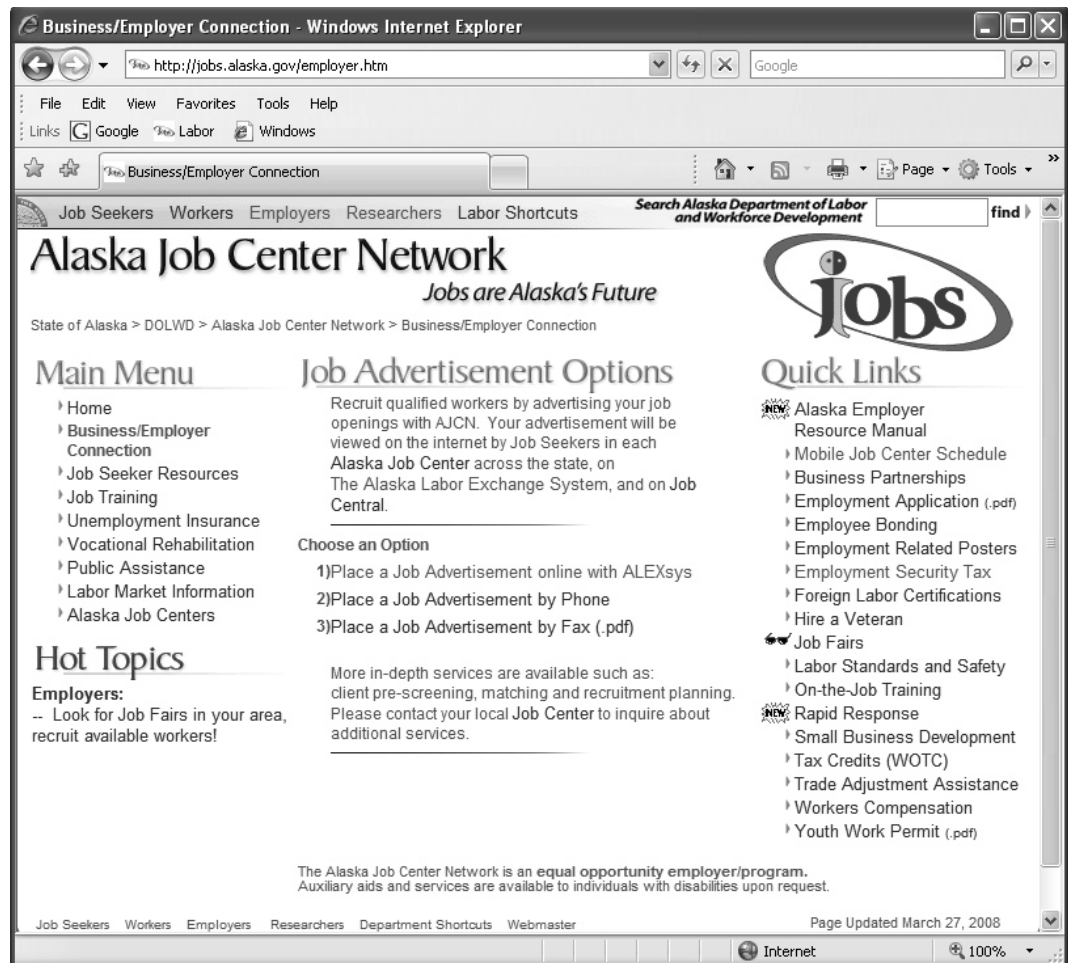 Business/Employer Connection - Windows Internet Explorer
http://jobs.alaska.gov/employer.htm
Google
File Edit View Favorites Tools Help
Links Google Labor Windows
Business/Employer Connection
Page Tools
Job Seekers Workers Employers Researchers Labor Shortcuts
Search Alaska Department of Labor
and Workforce Development
find
Alaska Job Center Network
Jobs are Alaska's Future
jobs
State of Alaska > DOLWD > Alaska Job Center Network > Business/Employer Connection
Main Menu
Home
Business/Employer
Connection
Job Seeker Resources
Job Training
Unemployment Insurance
Vocational Rehabilitation
Public Assistance
Labor Market Information
Alaska Job Centers
Hot Topics
Employers:
-- Look for Job Fairs in your area,
recruit available workers!
Job Advertisement Options
Recruit qualified workers by advertising your job
openings with AJCN. Your advertisement will be
viewed on the internet by Job Seekers in each
Alaska Job Center across the state, on
The Alaska Labor Exchange System, and on Job
Central.
Choose an Option
1)Place a Job Advertisement online with ALEXsys
2)Place a Job Advertisement by Phone
3)Place a Job Advertisement by Fax (.pdf)
More in-depth services are available such as:
client pre-screening, matching and recruitment planning.
Please contact your local Job Center to inquire about
additional services.
Quick Links
NEW Alaska Employer
Resource Manual
Mobile Job Center Schedule
Business Partnerships
Employment Application (.pdf)
Employee Bonding
Employment Related Posters
Employment Security Tax
Foreign Labor Certifications
Hire a Veteran
Job Fairs
Labor Standards and Safety
On-the-Job Training
NEW Rapid Response
Small Business Development
Tax Credits (WOTC)
Trade Adjustment Assistance
Workers Compensation
Youth Work Permit (.pdf)
The Alaska Job Center Network is an equal opportunity employer/program.
Auxiliary aids and services are available to individuals with disabilities upon request.
Job Seekers Workers Employers Researchers Department Shortcuts Webmaster
Page Updated March 27, 2008
Internet
100%